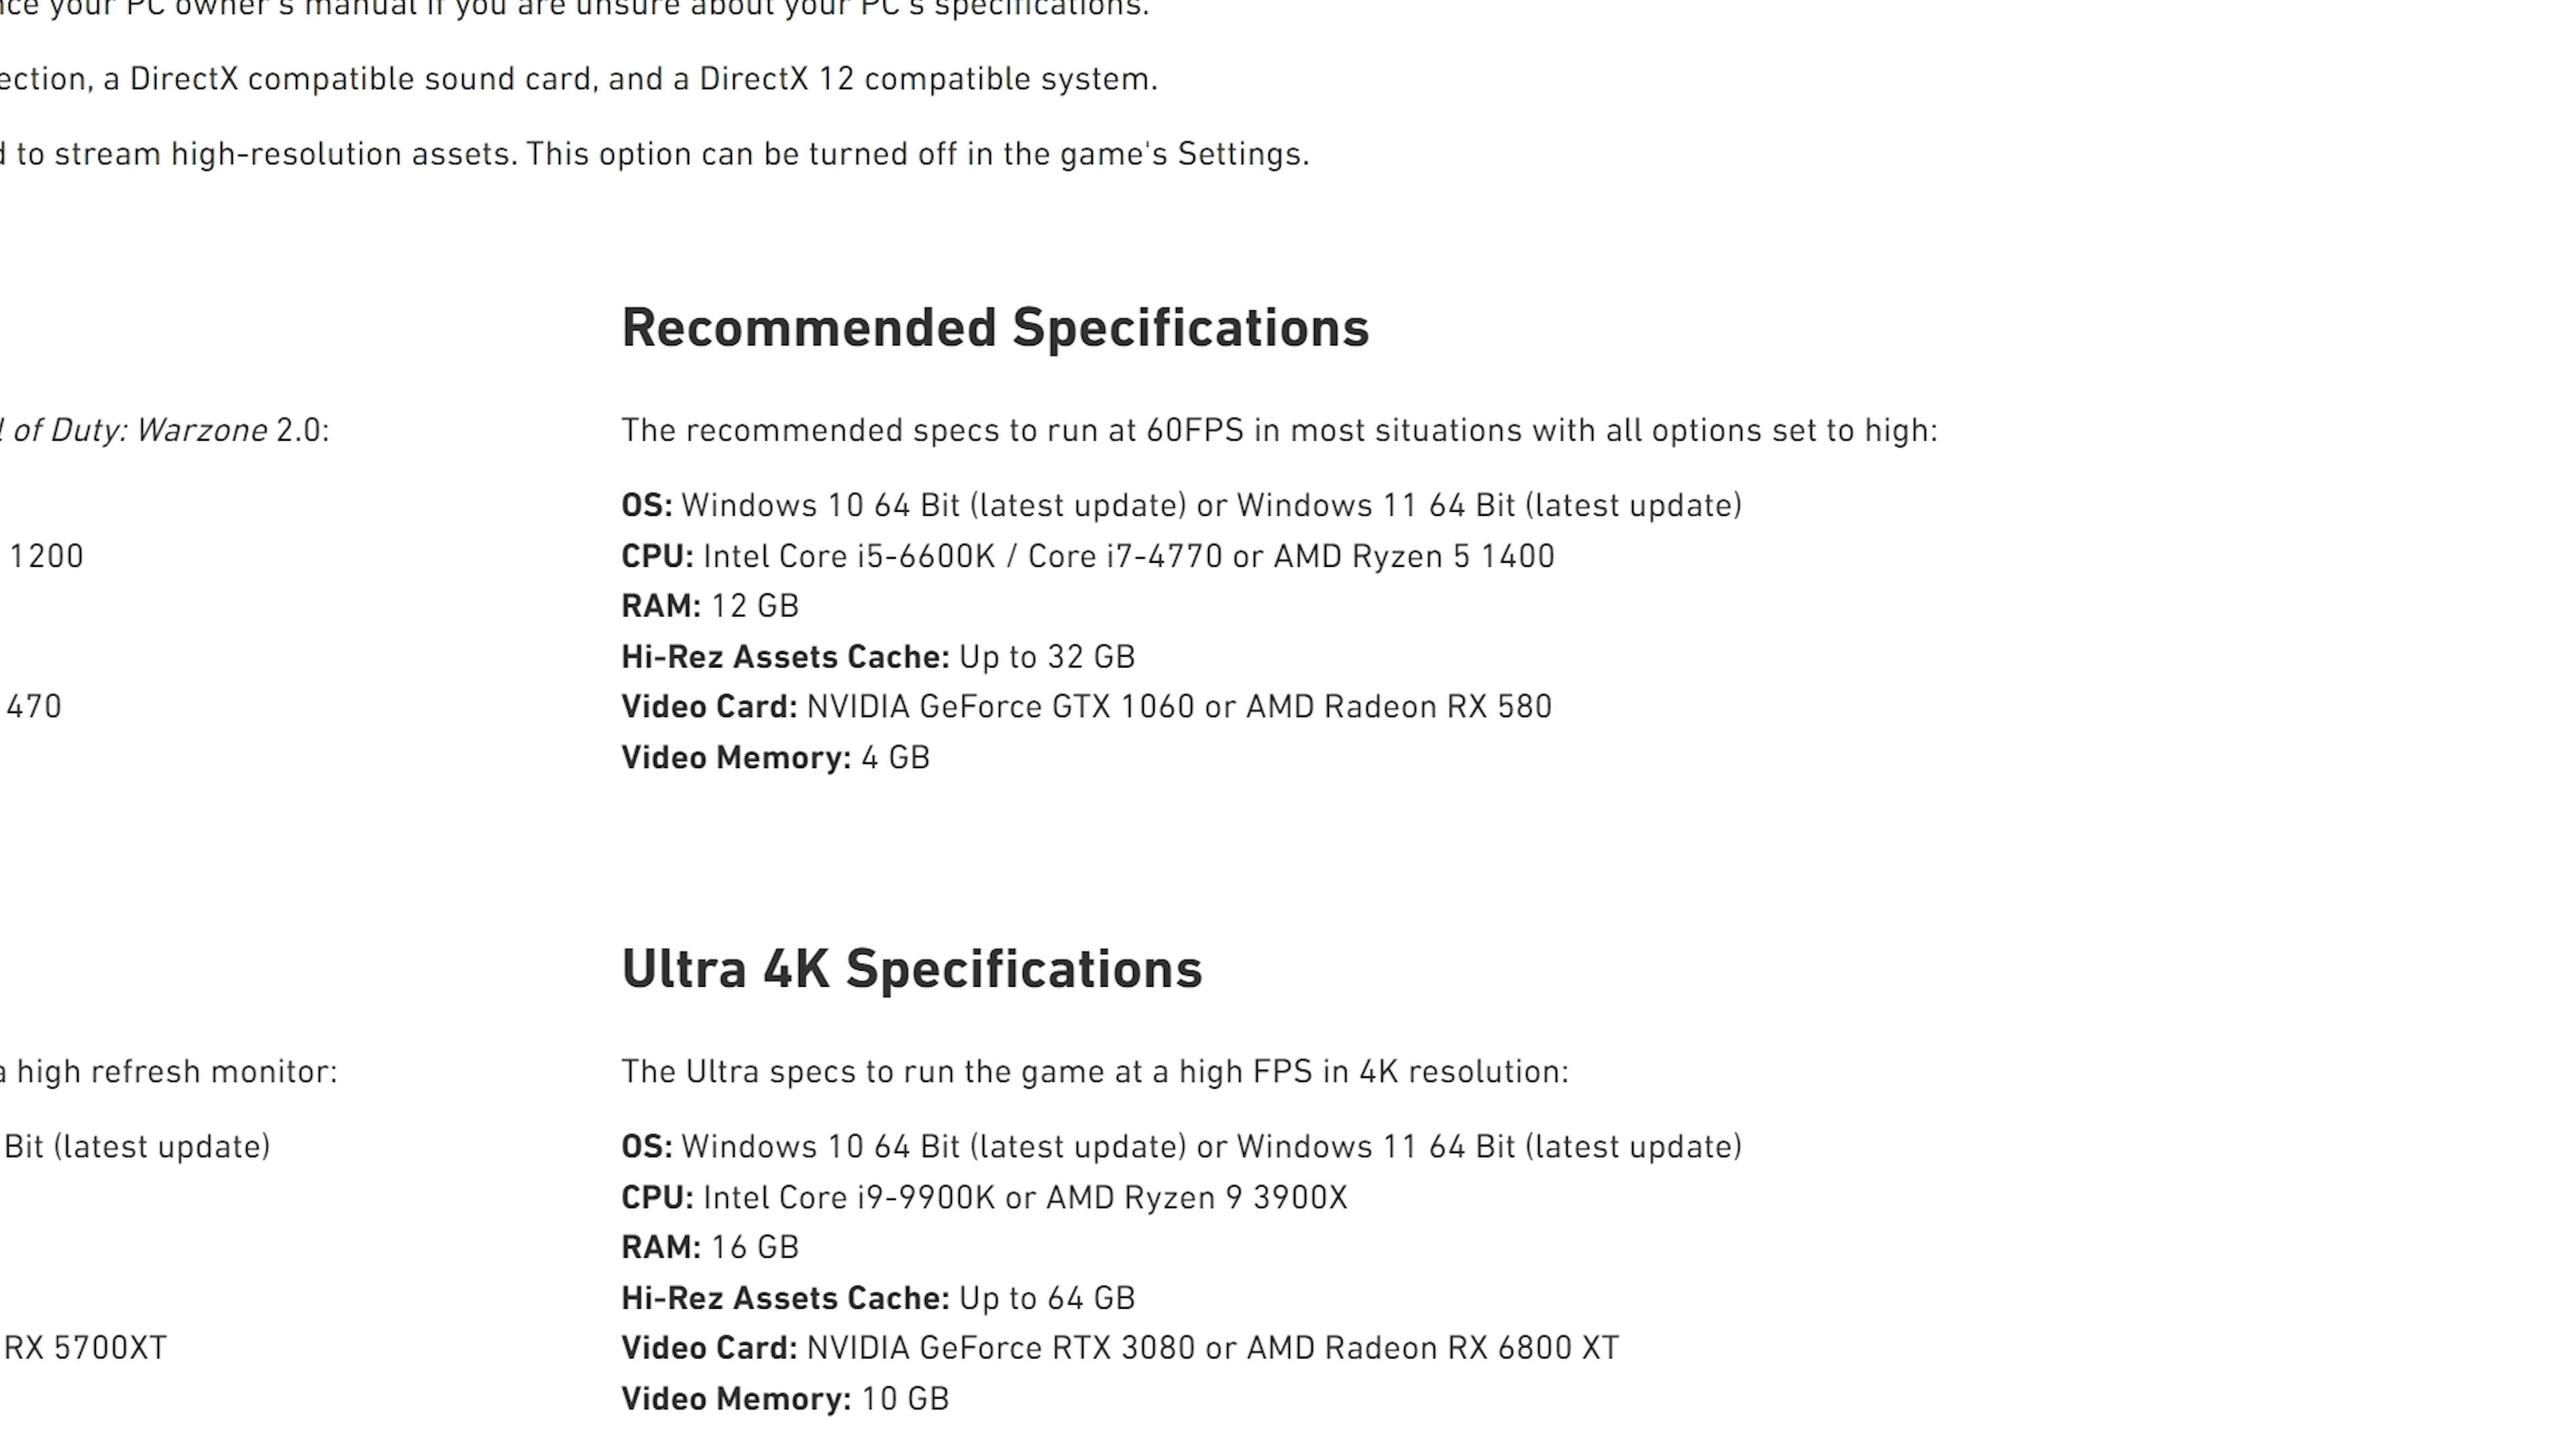 your PC owner's manual if you are unsure about your PC's specifications.
a DirectX compatible sound card, and a DirectX 12 compatible system.
to stream high-resolution assets. This option can be turned off in the game's Settings.
Recommended Specifications
of Duty: Warzone 2.0:
The recommended specs to run at 60FPS in most situations with all options set to high:
OS: Windows 10 64 Bit (latest update) or Windows 11 64 Bit (latest update)
1200
CPU: Intel Core i5-6600K / Core i7-4770 or AMD Ryzen 5 1400
RAM: 12 GB
Hi-Rez Assets Cache: Up to 32 GB
470
Video Card: NVIDIA GeForce GTX 1060 or AMD Radeon RX 580
Video Memory: 4 GB
Ultra 4K Specifications
a high refresh monitor:
The Ultra specs to run the game at a high FPS in 4K resolution:
Bit (latest update)
OS: Windows 10 64 Bit (latest update) or Windows 11 64 Bit (latest update)
CPU: Intel Core i9-9900K or AMD Ryzen 9 3900X
RAM: 16 GB
Hi-Rez Assets Cache: Up to 64 GB
RX 5700XT
Video Card: NVIDIA GeForce RTX 3080 or AMD Radeon RX 6800 XT
Video Memory: 10 GB